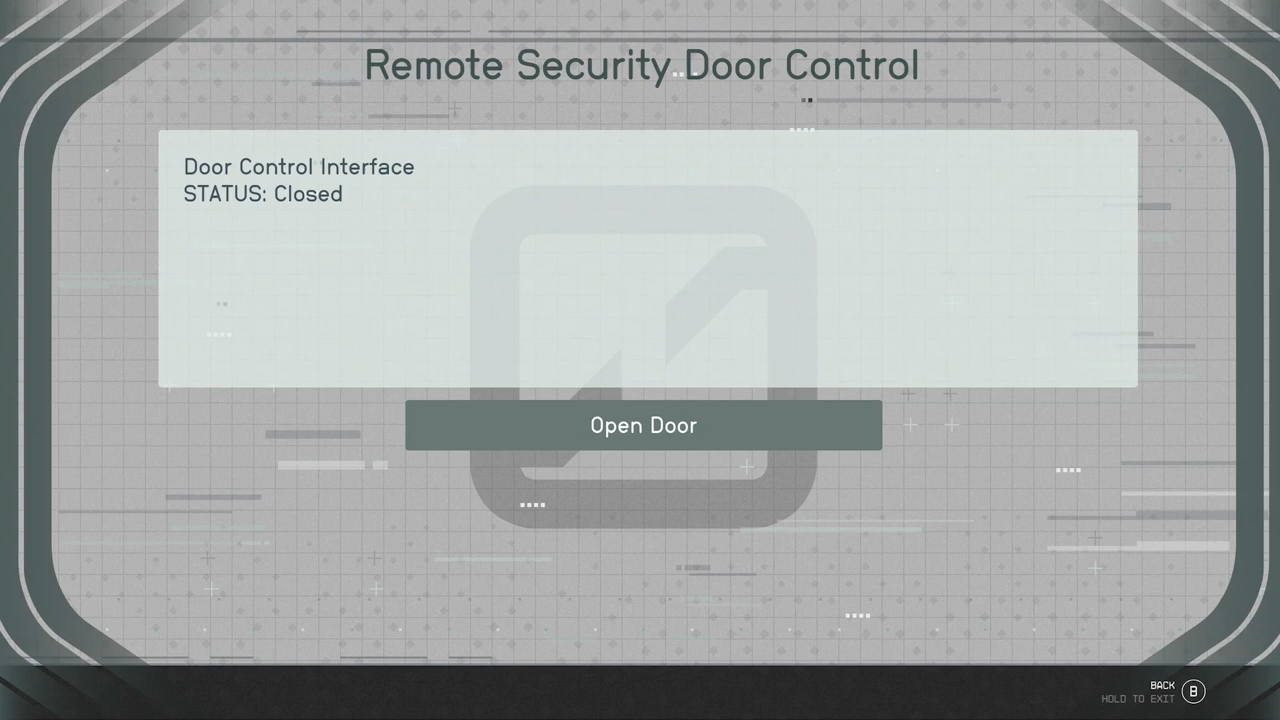 Remote Security Door Control
Door Control Interface
STATUS: Closed
Open Door
BACK
HOLD TO EXIT
B